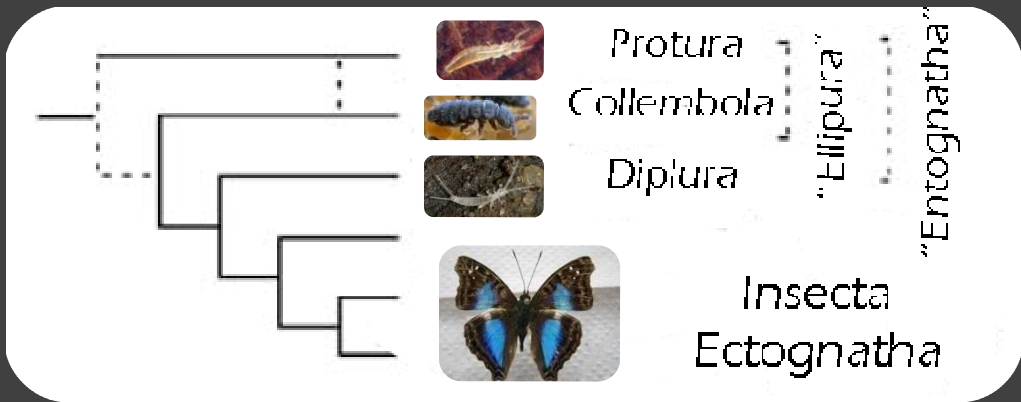 Protura
Collembola
Diplura
"Ellipura"
"Entognatha"
Insecta
Ectognatha